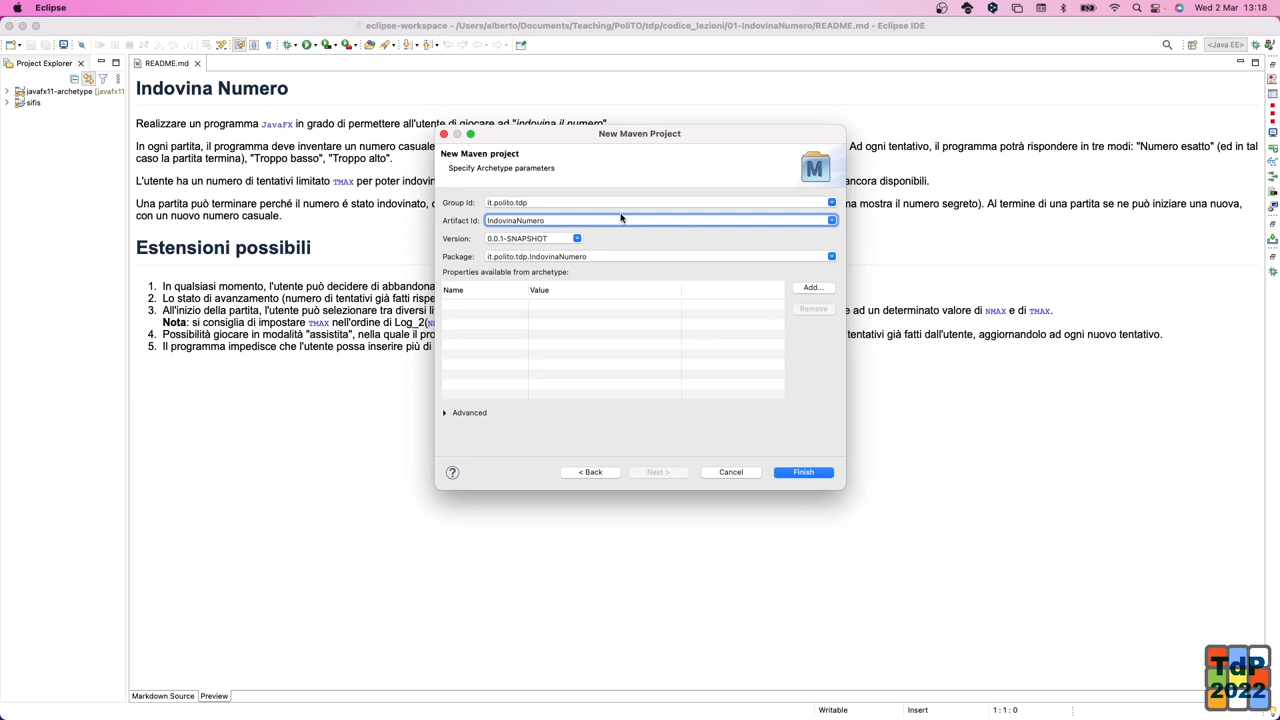 Eclipse
Wed 2 Mar 13:18
eclipse-workspace - /Users/alberto/Documents/Teaching/PoliTO/tdp/codice_lezioni/01-IndovinaNumero/README.md - Eclipse IDE
<Java EE>
Project Explorer
README.md
javafx11-archetype [javafx11
sifis
Indovina Numero
Realizzare un programma JavaFX in grado di permettere all'utente di giocare ad "indovina il numero"
In ogni partita, il programma deve inventare un numero casuale
Ad ogni tentativo, il programma potrà rispondere in tre modi: "Numero esatto" (ed in tal
caso la partita termina), "Troppo basso", "Troppo alto".
L'utente ha un numero di tentativi limitato TMAX per poter indovin
ancora disponibili.
Una partita può terminare perché il numero é stato indovinato, o
ma mostra il numero segreto). Al termine di una partita se ne può iniziare una nuova,
con un nuovo numero casuale.
Estensioni possibili
1. In qualsiasi momento, l'utente può decidere di abbandona
2. Lo stato di avanzamento (numero di tentativi già fatti rispe
3. All'inizio della partita, l'utente può selezionare tra diversi li
e ad un determinato valore di NMAX e di TMAX.
Nota: si consiglia di impostare TMAX nell'ordine di Log_2(N
4. Possibilità giocare in modalità "assistita", nella quale il pro
tentativi già fatti dall'utente, aggiornandolo ad ogni nuovo tentativo.
5. Il programma impedisce che l'utente possa inserire più di
New Maven Project
New Maven project
Specify Archetype parameters
M
Group Id: it.polito.tdp
Artifact Id: IndovinaNumero
Version: 0.0.1-SNAPSHOT
Package: it.polito.tdp.IndovinaNumero
Properties available from archetype:
Name Value
Add...
Remove
Advanced
? < Back Next > Cancel Finish
TdP
2022
Markdown Source Preview
Writable Insert 1 : 1 : 0